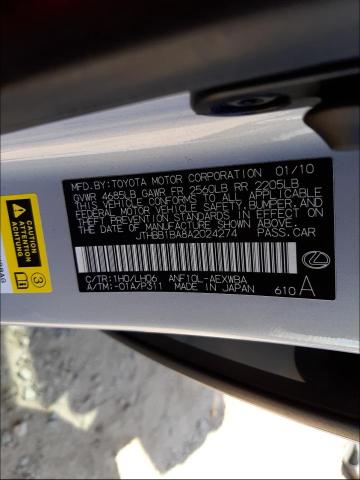 MFD.BY:TOYOTA MOTOR CORPORATION 01/10
GVWR 4685LB GAWR FR 2560LB RR 2205LB
THIS VEHICLE CONFORMS TO ALL APPLICABLE
FEDERAL MOTOR VEHICLE SAFETY, BUMPER, AND
THEFT PREVENTION STANDARDS IN EFFECT ON
THE DATE OF MANUFACTURE SHOWN ABOVE.
JTHBB1BA8A2024274 PASS.CAR
C/TR:1H0/LH06 ANF10L-AEXWBA
A/TM:-01A/P311 MADE IN JAPAN 610 A
3